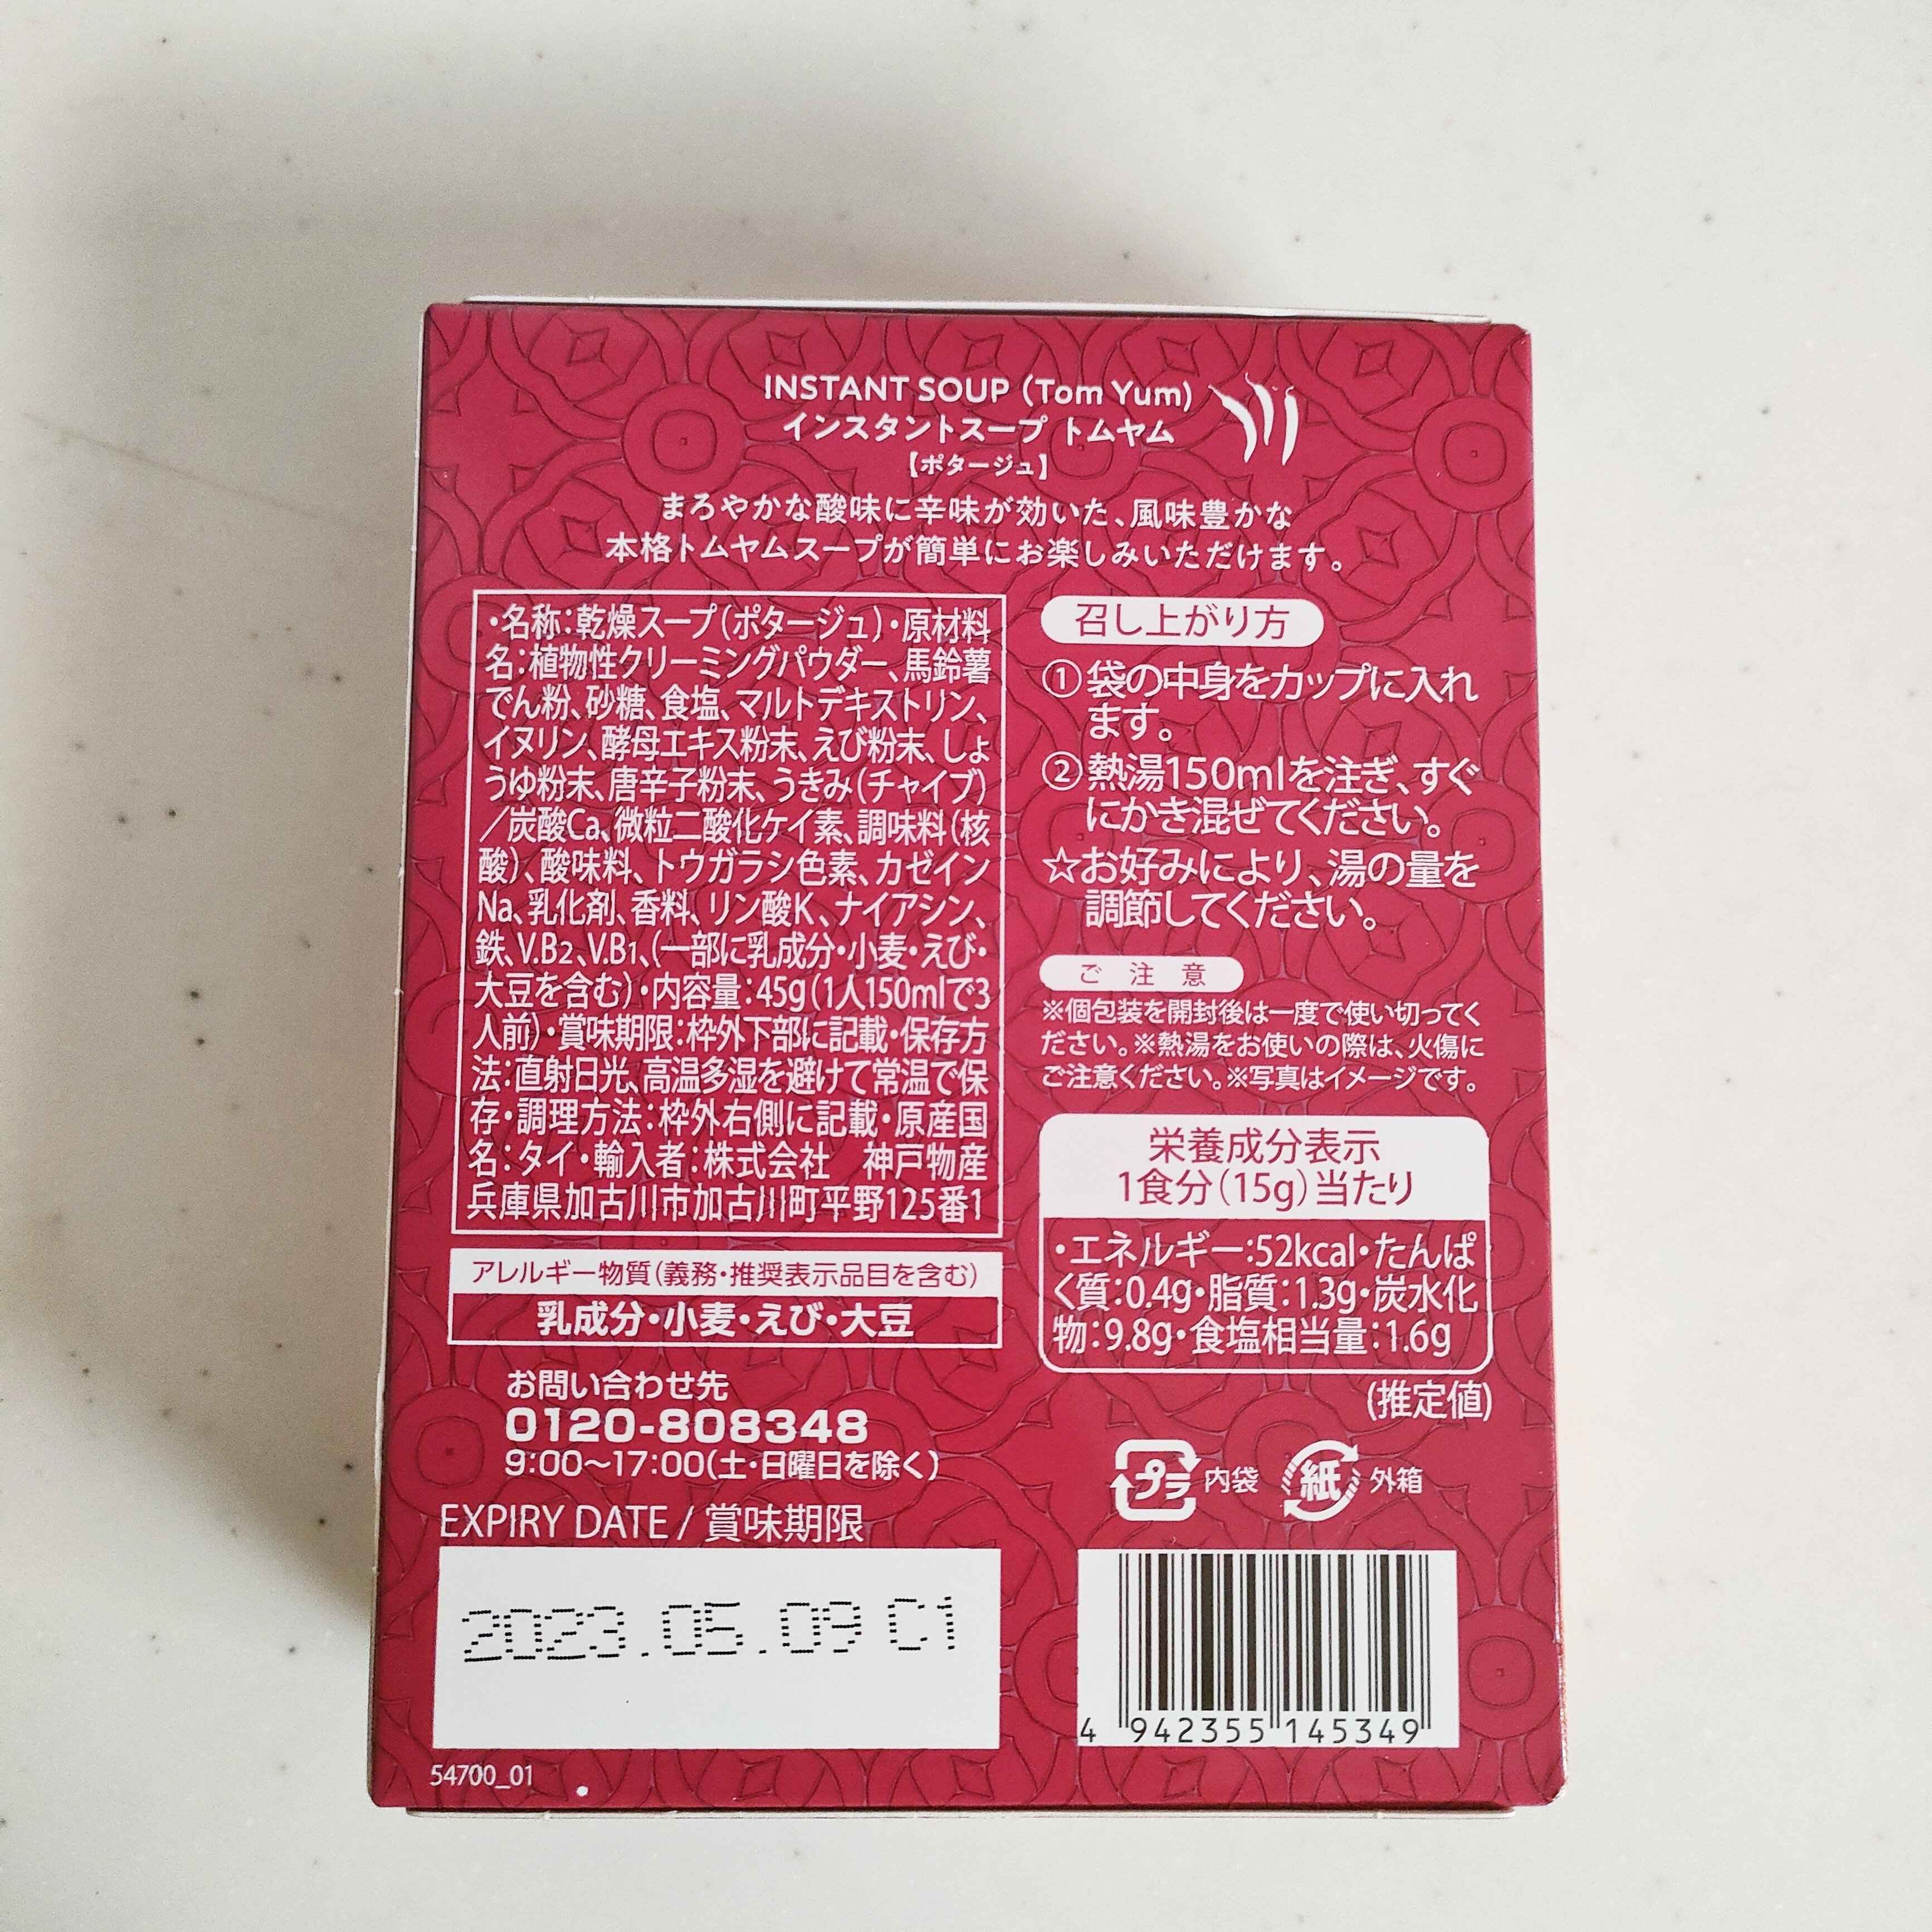 INSTANT SOUP (Tom Yum)
インスタントスープ トムヤム
【ポタージュ】
まろやかな酸味に辛味が効いた、風味豊かな
本格トムヤムスープが簡単にお楽しみいただけます。
・名称：乾燥スープ（ポタージュ）・原材料
名：植物性クリーミングパウダー、馬鈴薯
でん粉、砂糖、食塩、マルトデキストリン、
イヌリン、酵母エキス粉末、えび粉末、しょ
うゆ粉末、唐辛子粉末、うきみ（チャイブ）
／炭酸Ca、微粒二酸化ケイ素、調味料（核
酸）、酸味料、トウガラシ色素、カゼイン
Na、乳化剤、香料、リン酸K、ナイアシン、
鉄、V.B2、V.B1、（一部に乳成分・小麦・えび・
大豆を含む）・内容量：45g（1人150mlで3
人前）・賞味期限：枠外下部に記載・保存方
法：直射日光、高温多湿を避けて常温で保
存・調理方法：枠外右側に記載・原産国
名：タイ・輸入者：株式会社　神戸物産
兵庫県加古川市加古川町平野125番1
アレルギー物質（義務・推奨表示品目を含む）
乳成分・小麦・えび・大豆
お問い合わせ先
0120-808348
9:00～17:00(土・日曜日を除く)
EXPIRY DATE / 賞味期限
2023.05.09 C1
54700_01
召し上がり方
①袋の中身をカップに入れ
ます。
②熱湯150mlを注ぎ、すぐ
にかき混ぜてください。
☆お好みにより、湯の量を
調節してください。
ご注意
※個包装を開封後は一度で使い切ってく
ださい。※熱湯をお使いの際は、火傷に
ご注意ください。※写真はイメージです。
栄養成分表示
1食分（15g）当たり
・エネルギー：52kcal・たんぱ
く質：0.4g・脂質：1.3g・炭水化
物：9.8g・食塩相当量：1.6g
(推定値)
プラ 内袋 紙 外箱
4 942355 145349